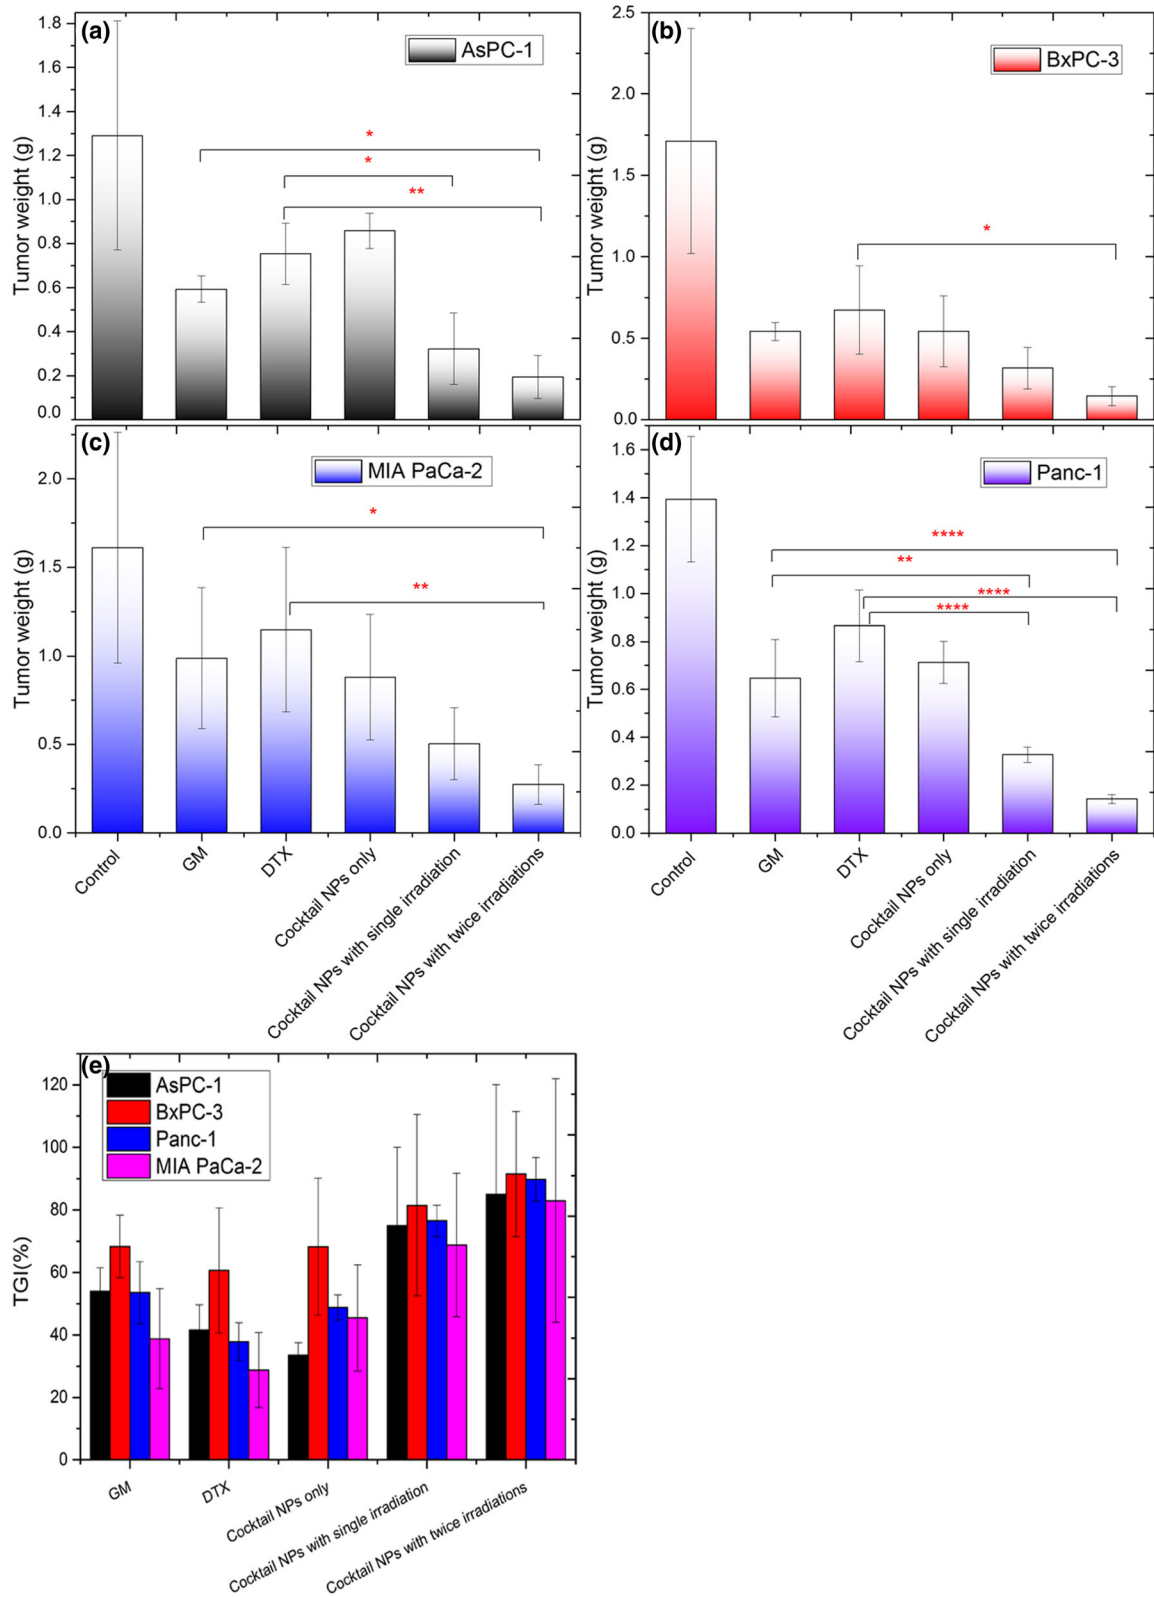 (a)
AsPC-1
Tumor weight (g)
1.8
1.6
1.4
1.2
1.0
0.8
0.6
0.4
0.2
0.0
*
*
**
(b)
BxPC-3
Tumor weight (g)
2.5
2.0
1.5
1.0
0.5
0.0
*
(c)
MIA PaCa-2
Tumor weight (g)
2.0
1.5
1.0
0.5
0.0
*
**
Control
GM
DTX
Cocktail NPs only
Cocktail NPs with single irradiation
Cocktail NPs with twice irradiations
(d)
Panc-1
Tumor weight (g)
1.6
1.4
1.2
1.0
0.8
0.6
0.4
0.2
0.0
****
**
****
****
Control
GM
DTX
Cocktail NPs only
Cocktail NPs with single irradiation
Cocktail NPs with twice irradiations
(e)
AsPC-1
BxPC-3
Panc-1
MIA PaCa-2
TGI(%)
120
100
80
60
40
20
0
GM
DTX
Cocktail NPs only
Cocktail NPs with single irradiation
Cocktail NPs with twice irradiations